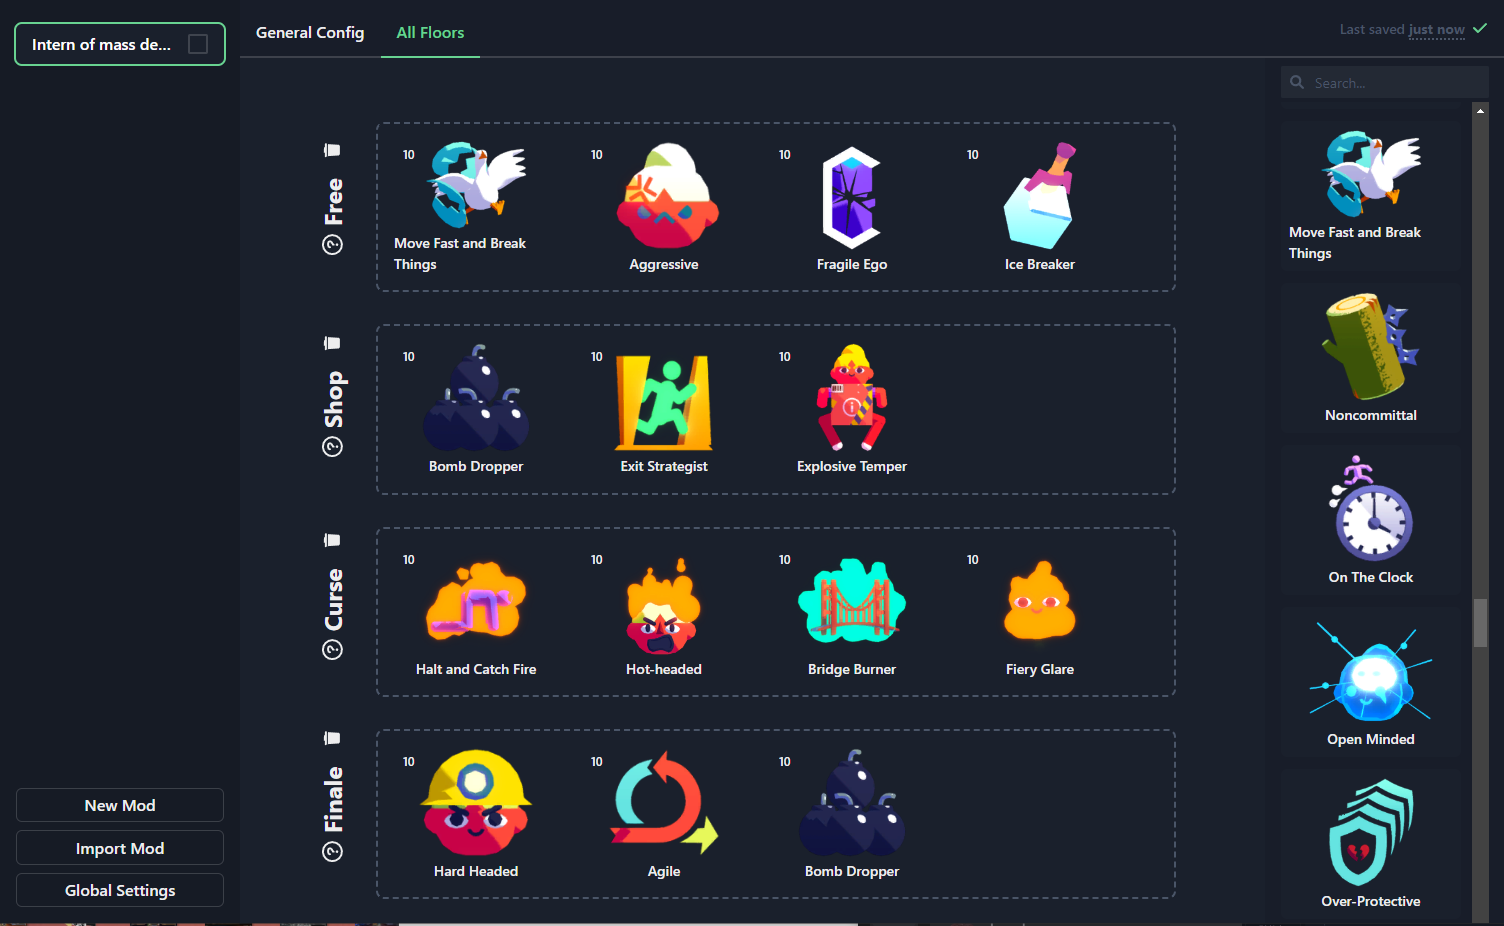 Intern of mass de...
General Config
All Floors
Last saved just now
Search...
Free
10
10
10
10
Move Fast and Break
Things
Aggressive
Fragile Ego
Ice Breaker
Shop
10
10
10
Bomb Dropper
Exit Strategist
Explosive Temper
Curse
10
10
10
10
Halt and Catch Fire
Hot-headed
Bridge Burner
Fiery Glare
Finale
10
10
10
Hard Headed
Agile
Bomb Dropper
Move Fast and Break
Things
Noncommittal
On The Clock
Open Minded
Over-Protective
New Mod
Import Mod
Global Settings